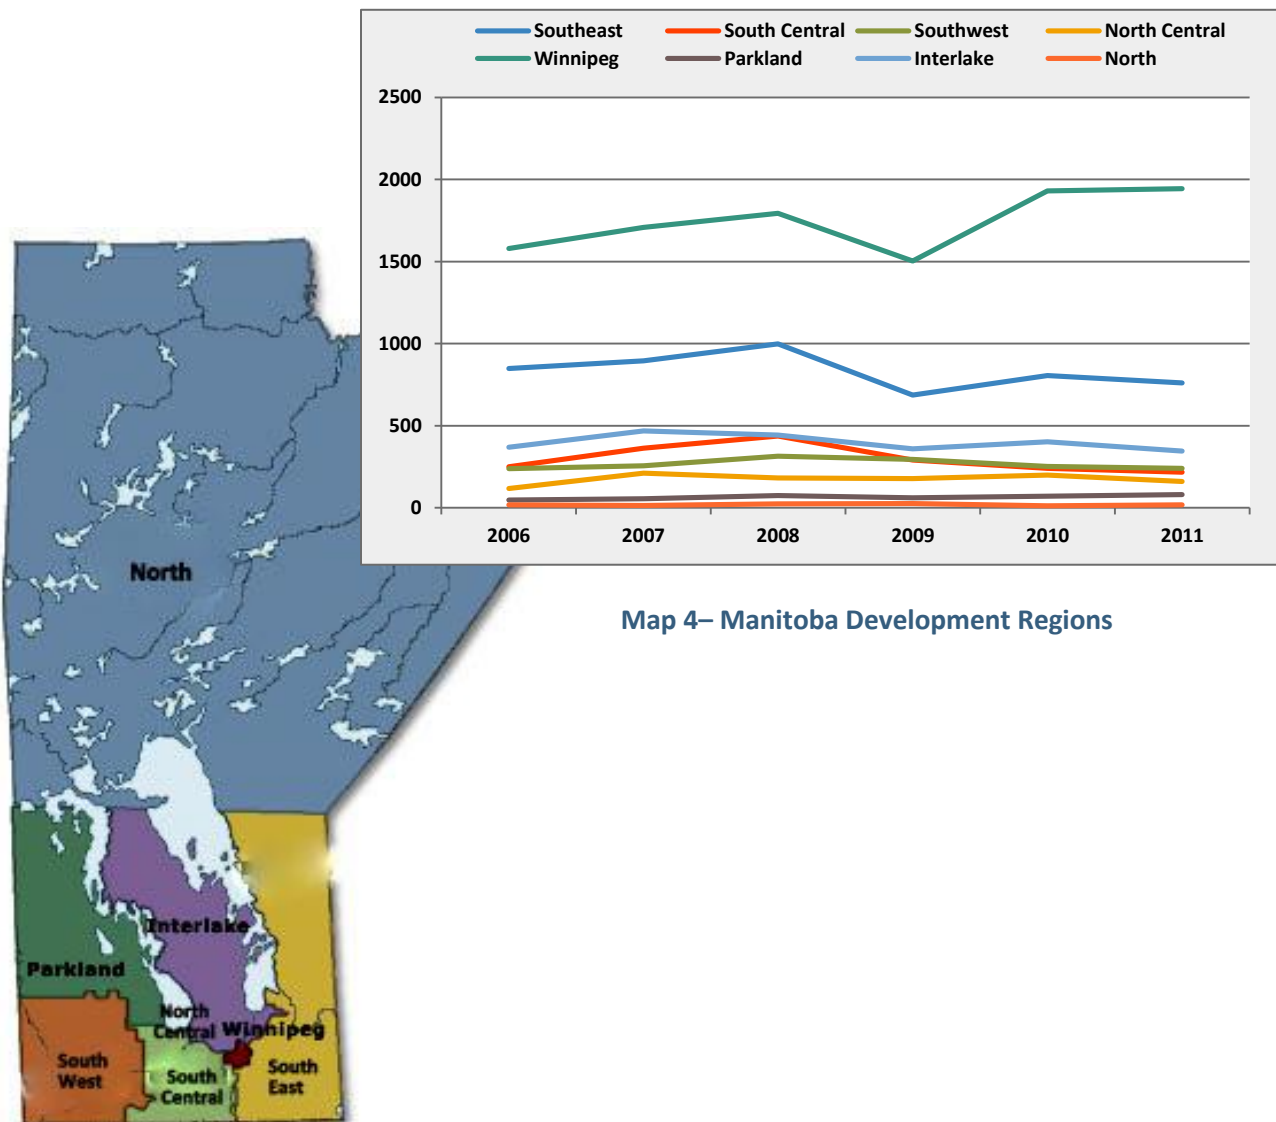 Southeast South Central Southwest North Central
Winnipeg Parkland Interlake North
2500
2000
1500
1000
500
0
2006 2007 2008 2009 2010 2011
Map 4– Manitoba Development Regions
North
Interlake
Parkland
North
Central
Winnipeg
South
West
South
Central
South
East